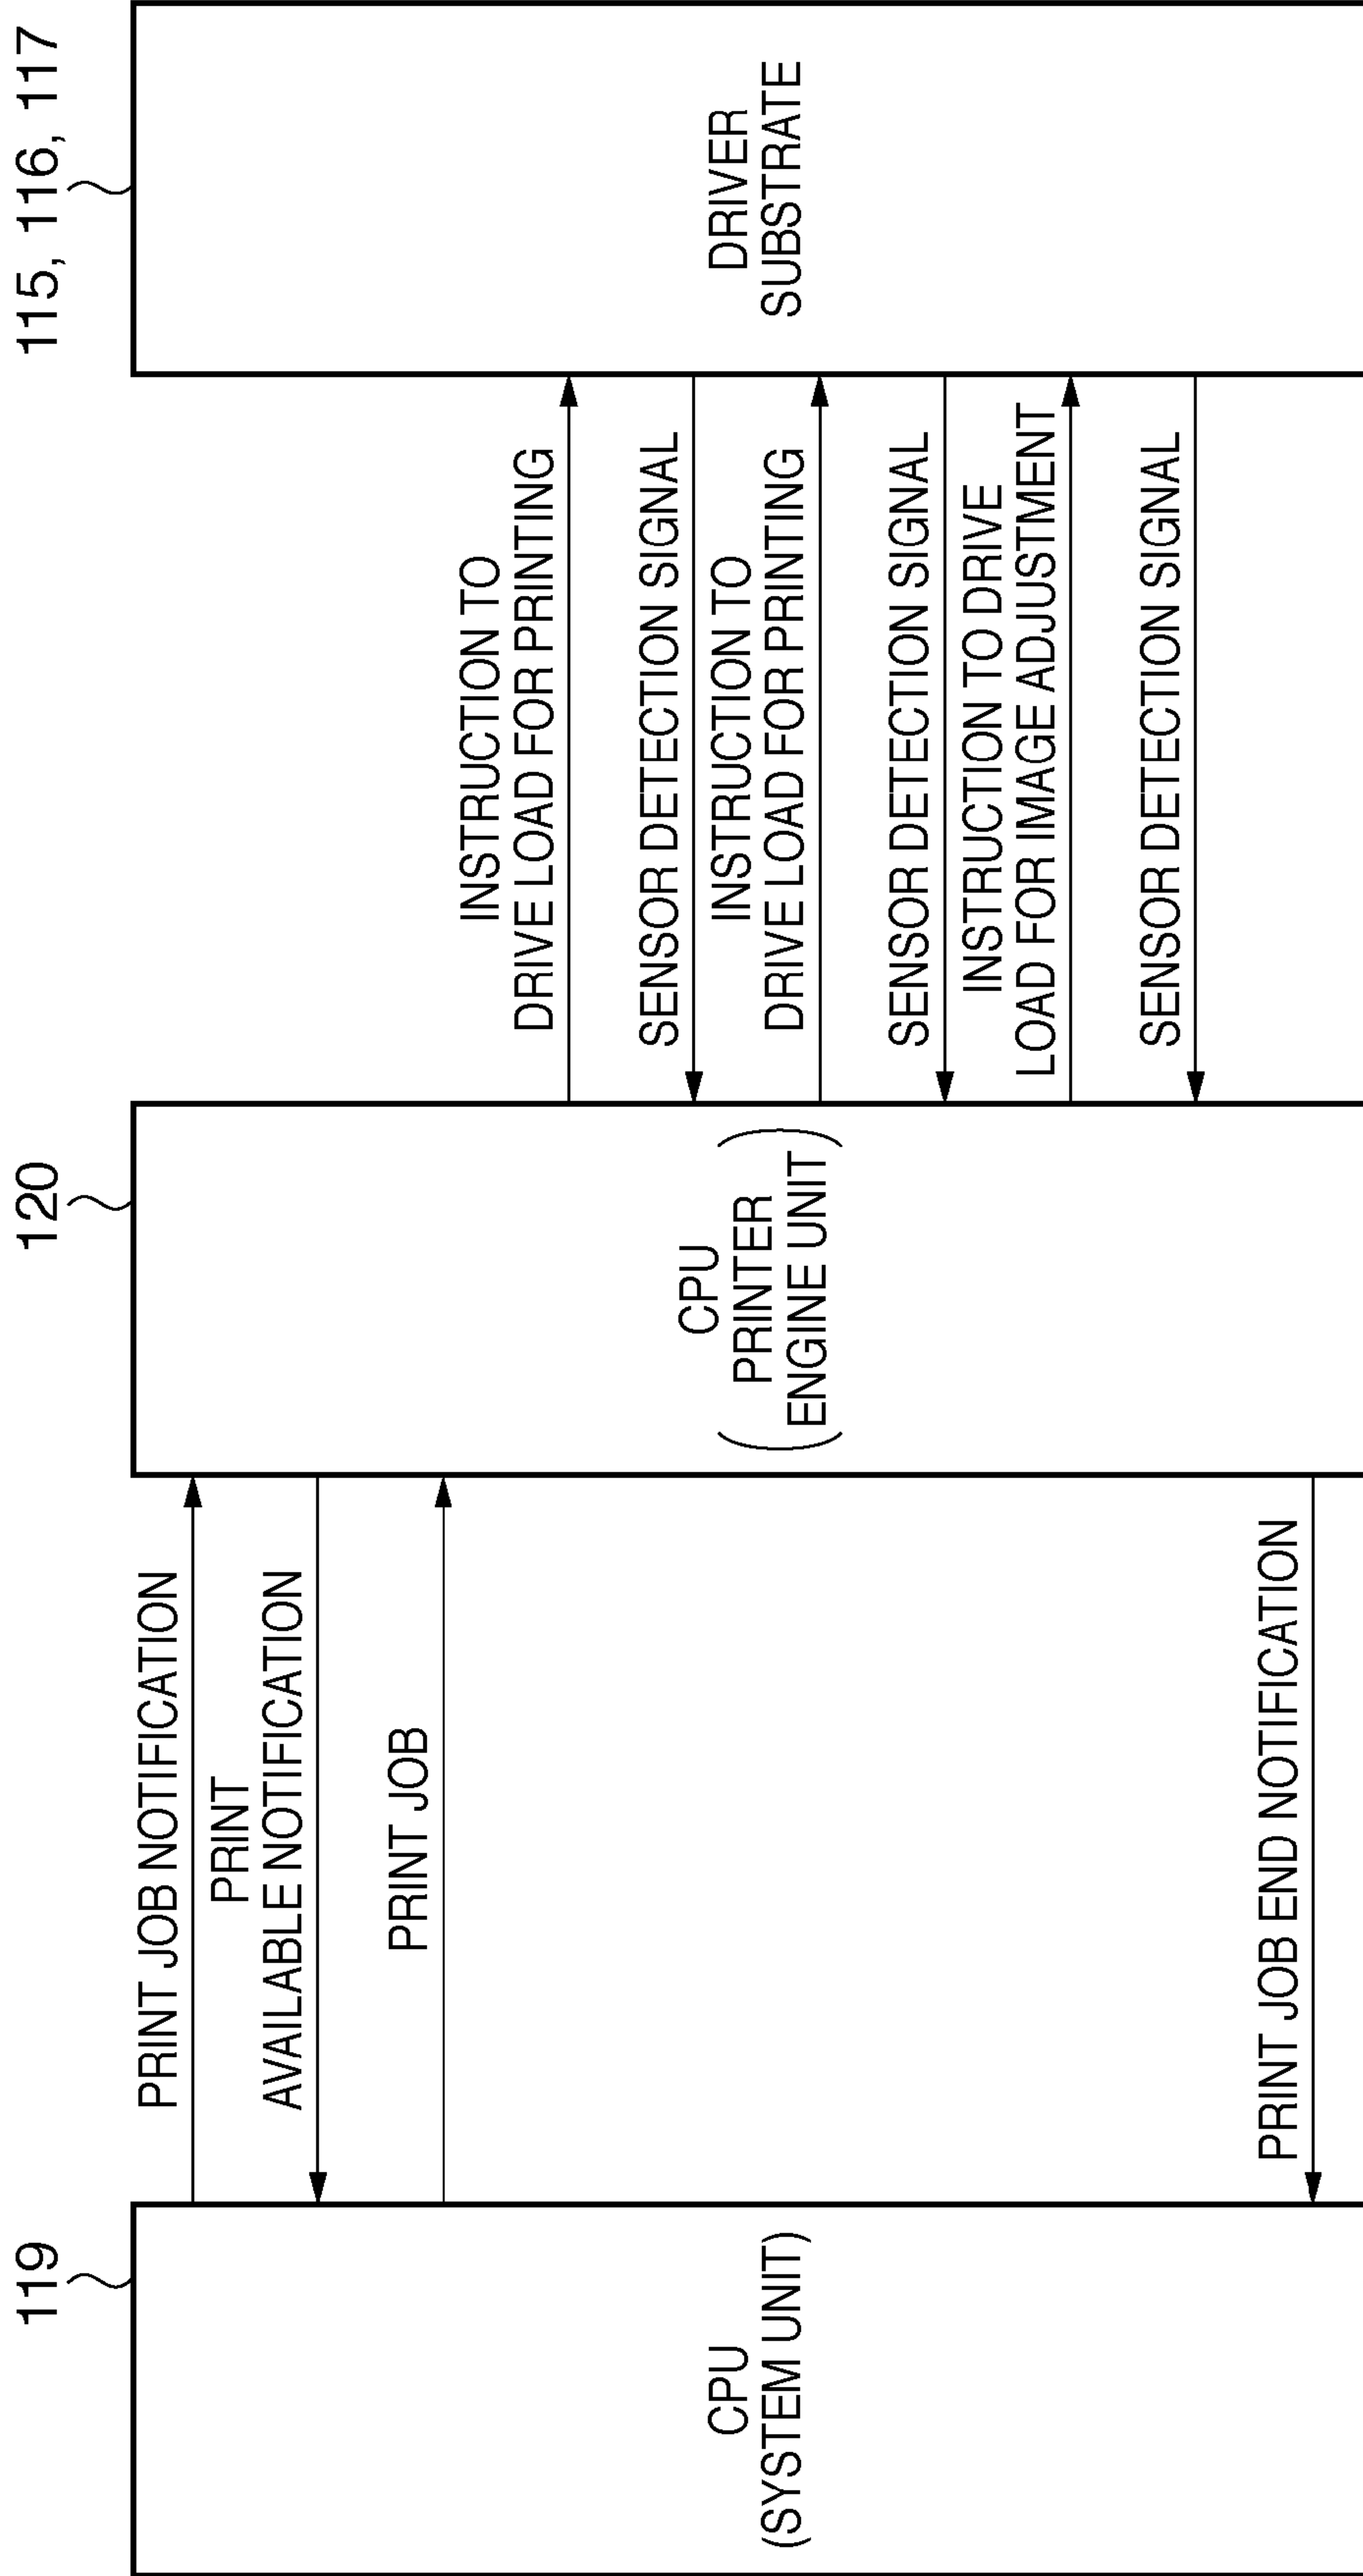 119
120
115, 116, 117
PRINT JOB NOTIFICATION
PRINT
AVAILABLE NOTIFICATION
PRINT JOB
INSTRUCTION TO
DRIVE LOAD FOR PRINTING
SENSOR DETECTION SIGNAL
INSTRUCTION TO
DRIVE LOAD FOR PRINTING
CPU
(SYSTEM UNIT)
CPU
(PRINTER
ENGINE UNIT)
DRIVER
SUBSTRATE
SENSOR DETECTION SIGNAL
INSTRUCTION TO DRIVE
LOAD FOR IMAGE ADJUSTMENT
SENSOR DETECTION SIGNAL
PRINT JOB END NOTIFICATION